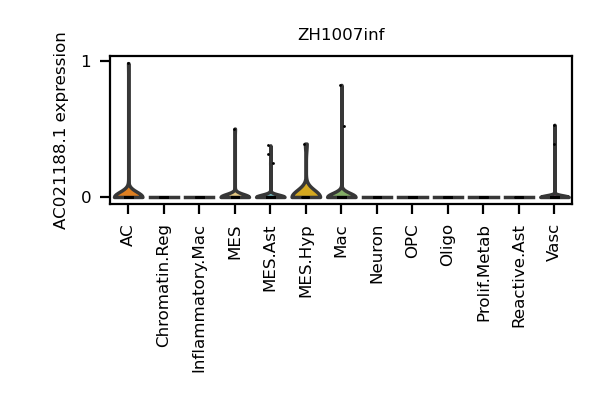 ZH1007inf
AC021188.1 expression
1
0
AC
Chromatin.Reg
Inflammatory.Mac
MES
MES.Ast
MES.Hyp
Mac
Neuron
OPC
Oligo
Prolif.Metab
Reactive.Ast
Vasc